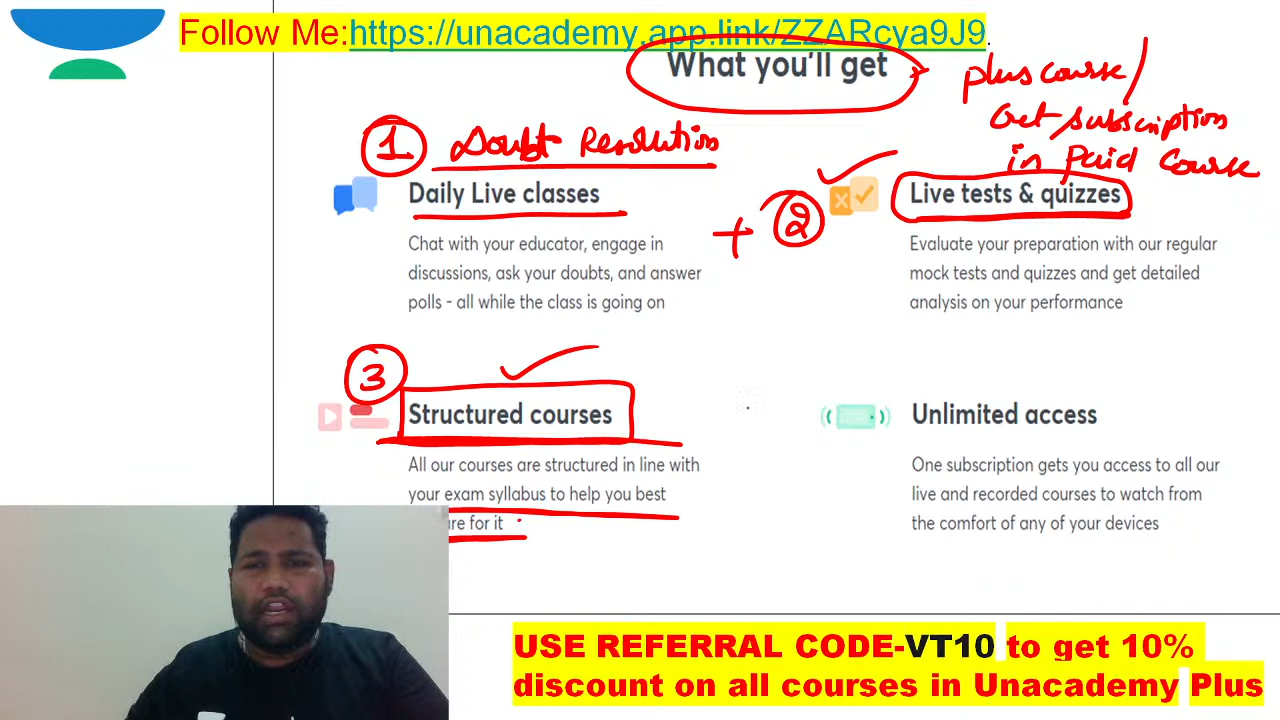 Follow Me:https://unacademy.app.link/ZZARcya9J9.
What you'll get
plus course/
Get subscription
in Paid Course
1 Doubt Resolution
Daily Live classes
Chat with your educator, engage in
discussions, ask your doubts, and answer
polls - all while the class is going on
+ 2
Live tests & quizzes
Evaluate your preparation with our regular
mock tests and quizzes and get detailed
analysis on your performance
3
Structured courses
All our courses are structured in line with
your exam syllabus to help you best
re for it
Unlimited access
One subscription gets you access to all our
live and recorded courses to watch from
the comfort of any of your devices
USE REFERRAL CODE-VT10 to get 10%
discount on all courses in Unacademy Plus